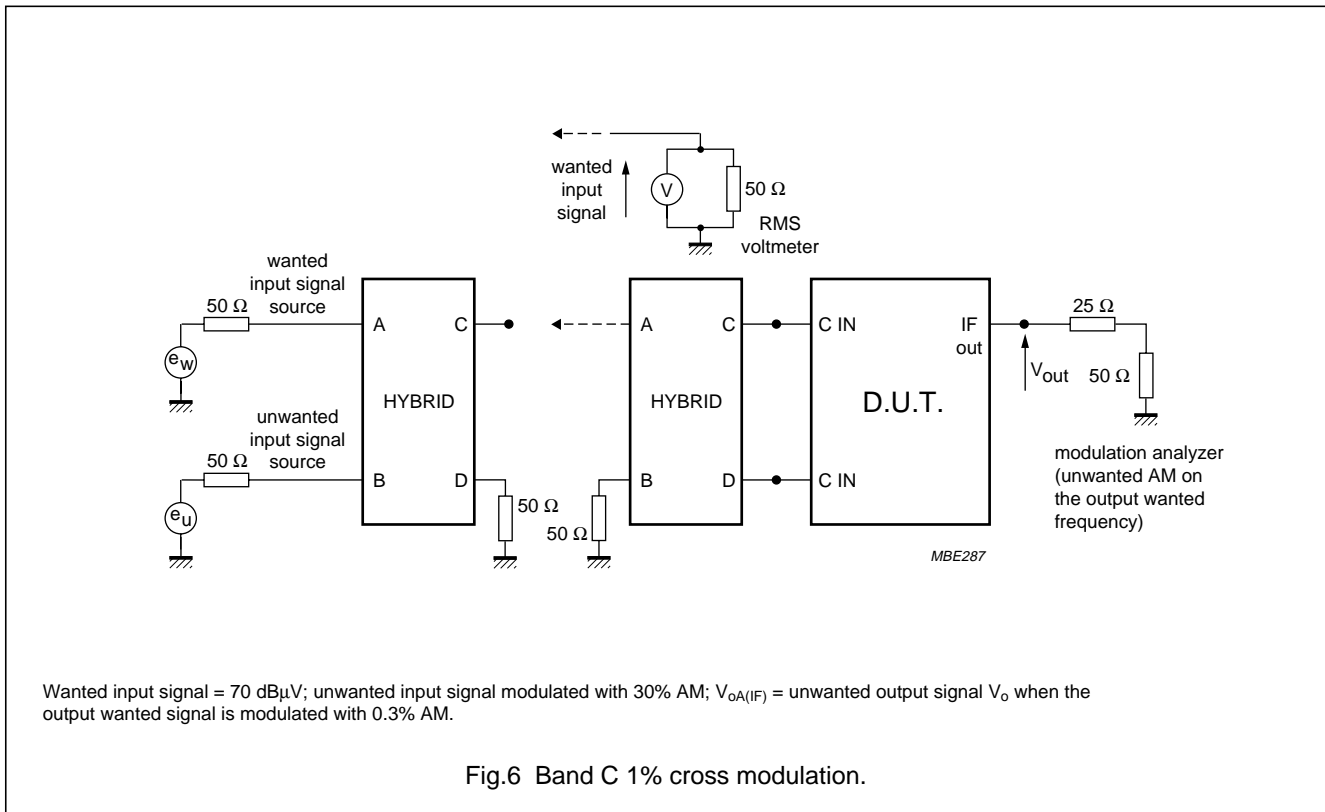 wanted
input
signal
V
50 Ω
RMS
voltmeter
wanted
input signal
source
50 Ω
e_w
unwanted
input signal
source
50 Ω
e_u
A
C
HYBRID
B
D
50 Ω
A
C
HYBRID
B
D
50 Ω
C IN
IF
out
D.U.T.
C IN
V_out
25 Ω
50 Ω
modulation analyzer
(unwanted AM on
the output wanted
frequency)
MBE287
Wanted input signal = 70 dBμV; unwanted input signal modulated with 30% AM; V_oA(IF) = unwanted output signal V_o when the
output wanted signal is modulated with 0.3% AM.
Fig.6 Band C 1% cross modulation.